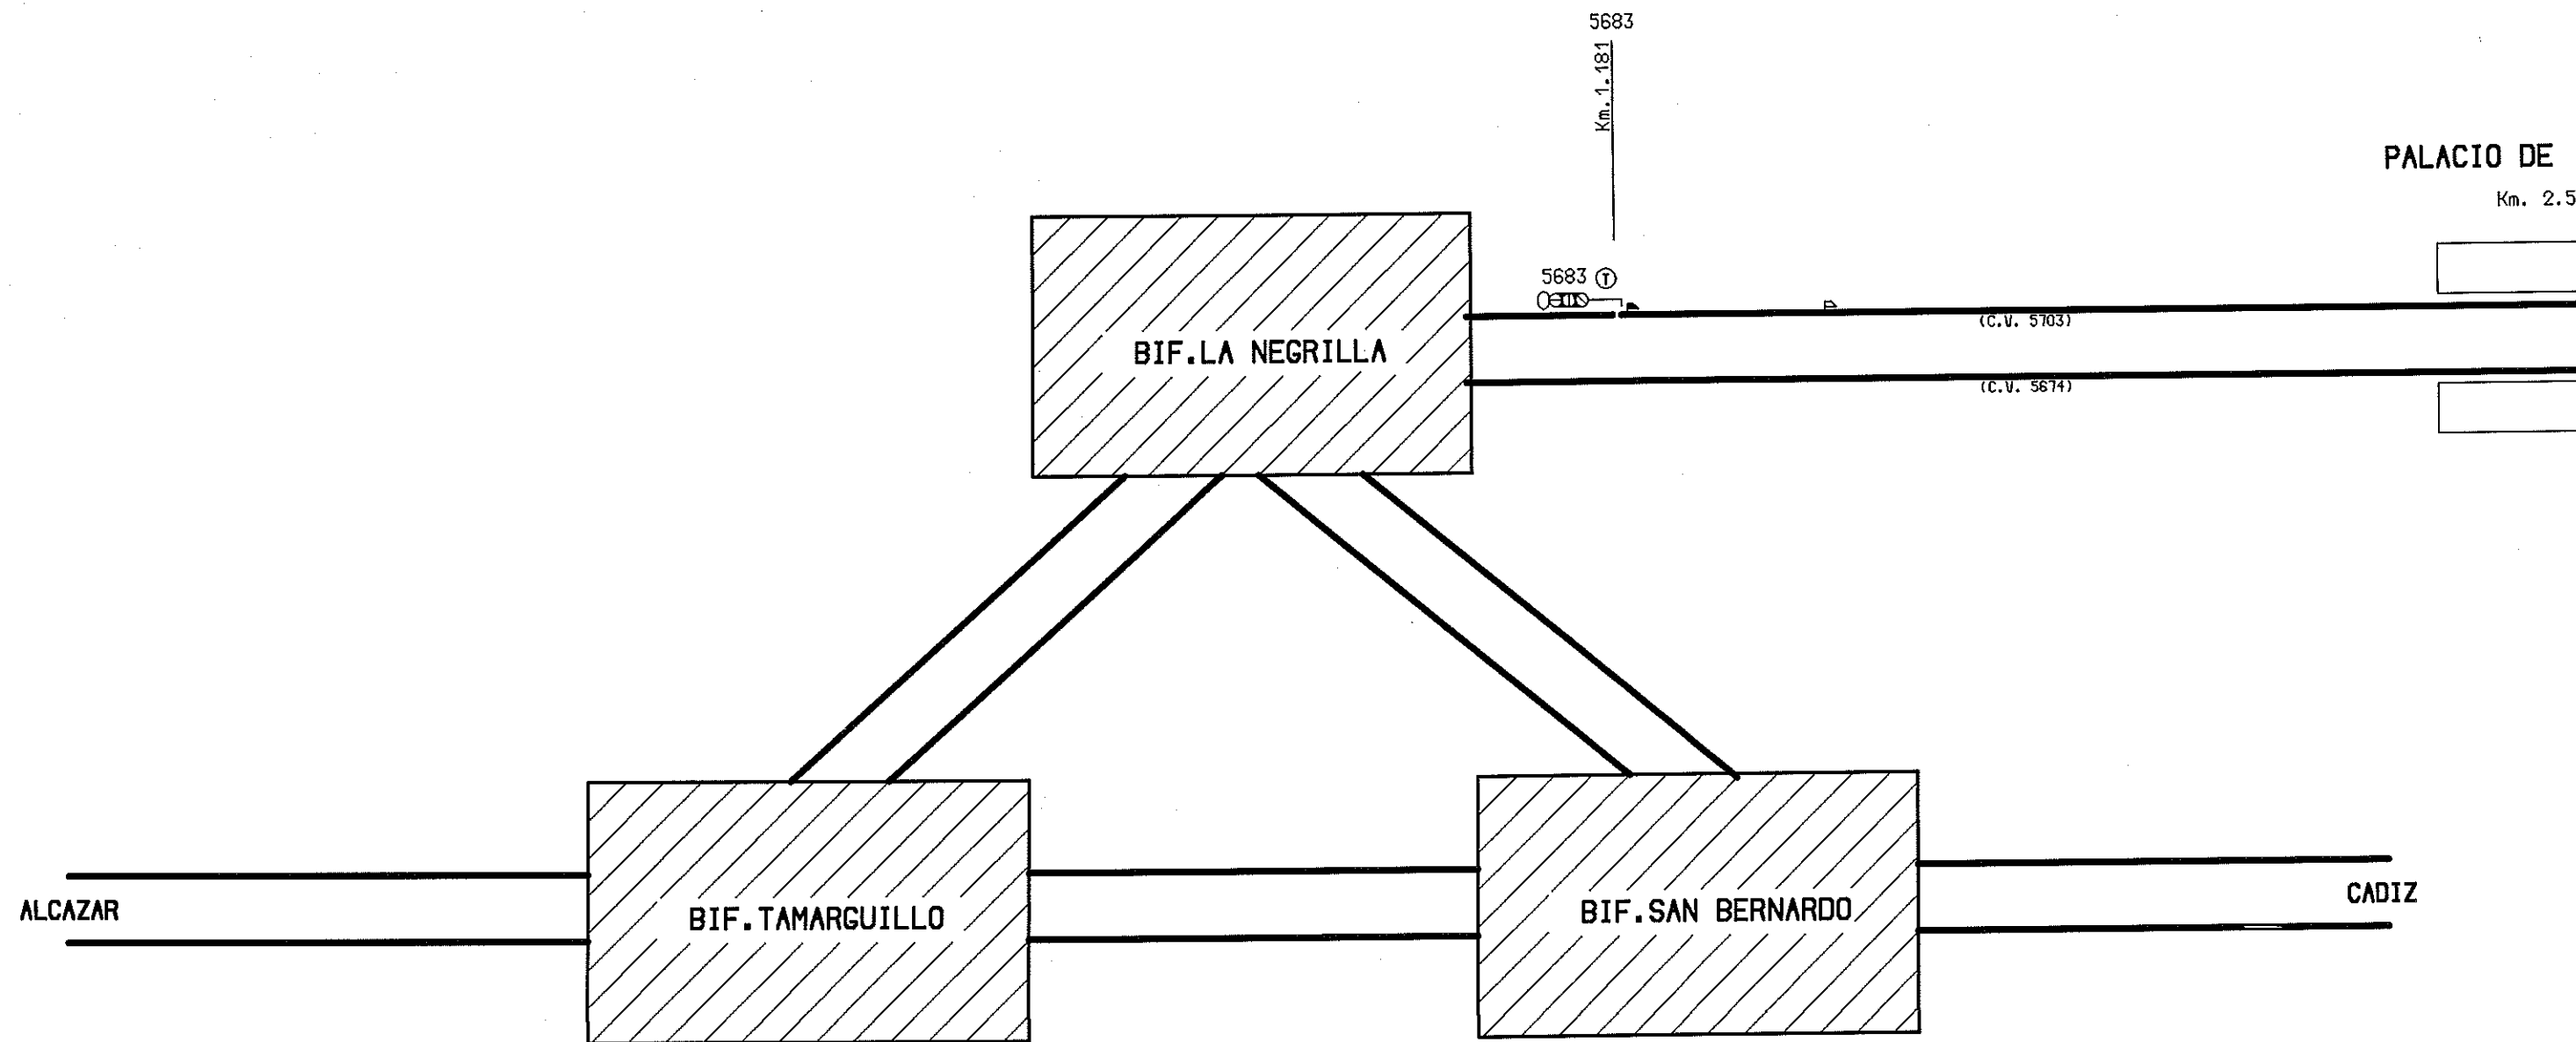 5683
Km.1.181
PALACIO DE
Km. 2.5
5683 T
(C.V. 5703)
BIF.LA NEGRILLA
(C.V. 5674)
ALCAZAR
BIF.TAMARGUILLO
BIF.SAN BERNARDO
CADIZ